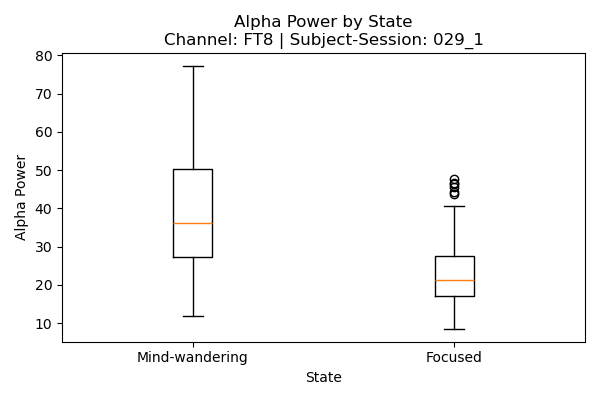 Alpha Power by State
Channel: FT8 | Subject-Session: 029_1
80
70
60
50
40
30
20
10
Alpha Power
Mind-wandering
Focused
State